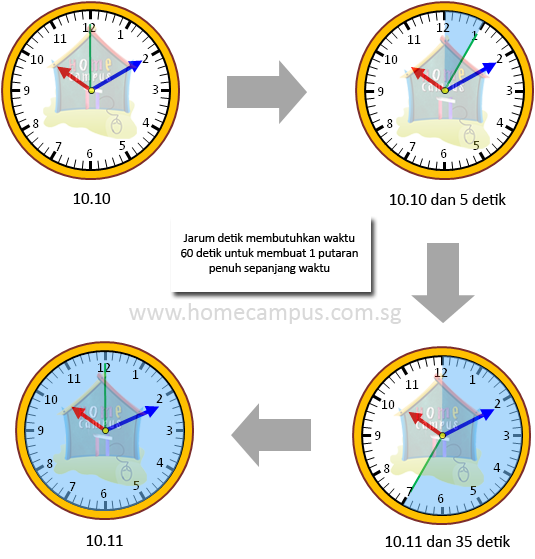 12 1 2 3 4 5 6 7 8 9 10 11
10.10
12 1 2 3 4 5 6 7 8 9 10 11
10.10 dan 5 detik
Jarum detik membutuhkan waktu
60 detik untuk membuat 1 putaran
penuh sepanjang waktu
www.homecampus.com.sg
12 1 2 3 4 5 6 7 8 9 10 11
10.11
12 1 2 3 4 5 6 7 8 9 10 11
10.11 dan 35 detik